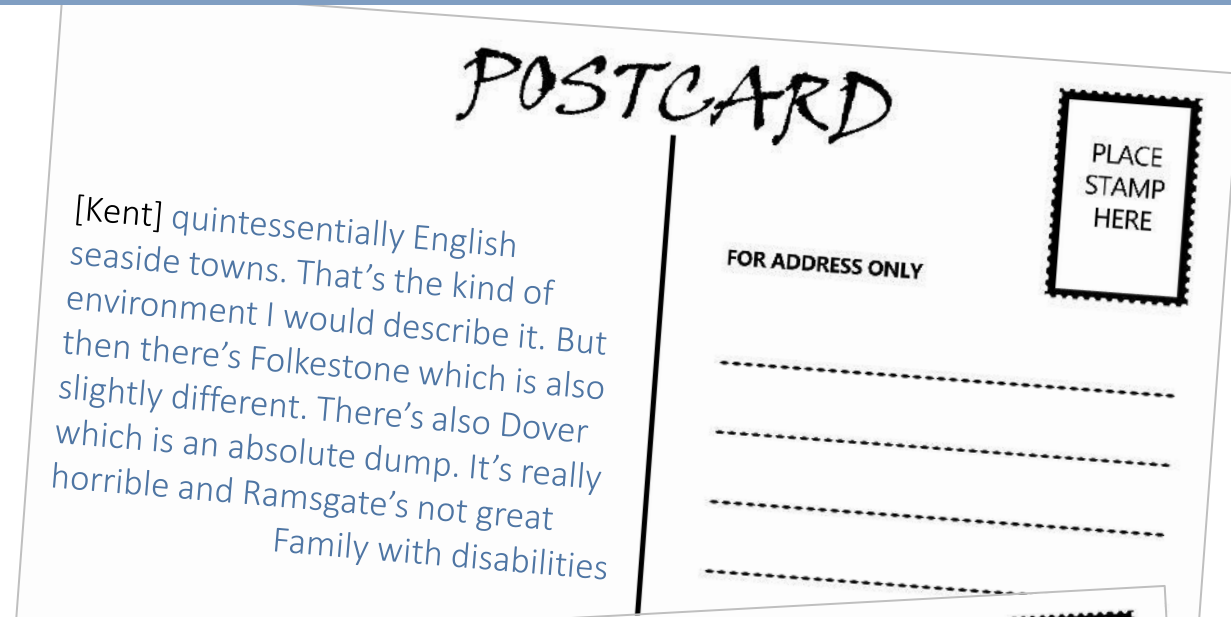 POSTCARD
[Kent] quintessentially English
seaside towns. That’s the kind of
environment I would describe it. But
then there’s Folkestone which is also
slightly different. There’s also Dover
which is an absolute dump. It’s really
horrible and Ramsgate’s not great
Family with disabilities
PLACE
STAMP
HERE
FOR ADDRESS ONLY